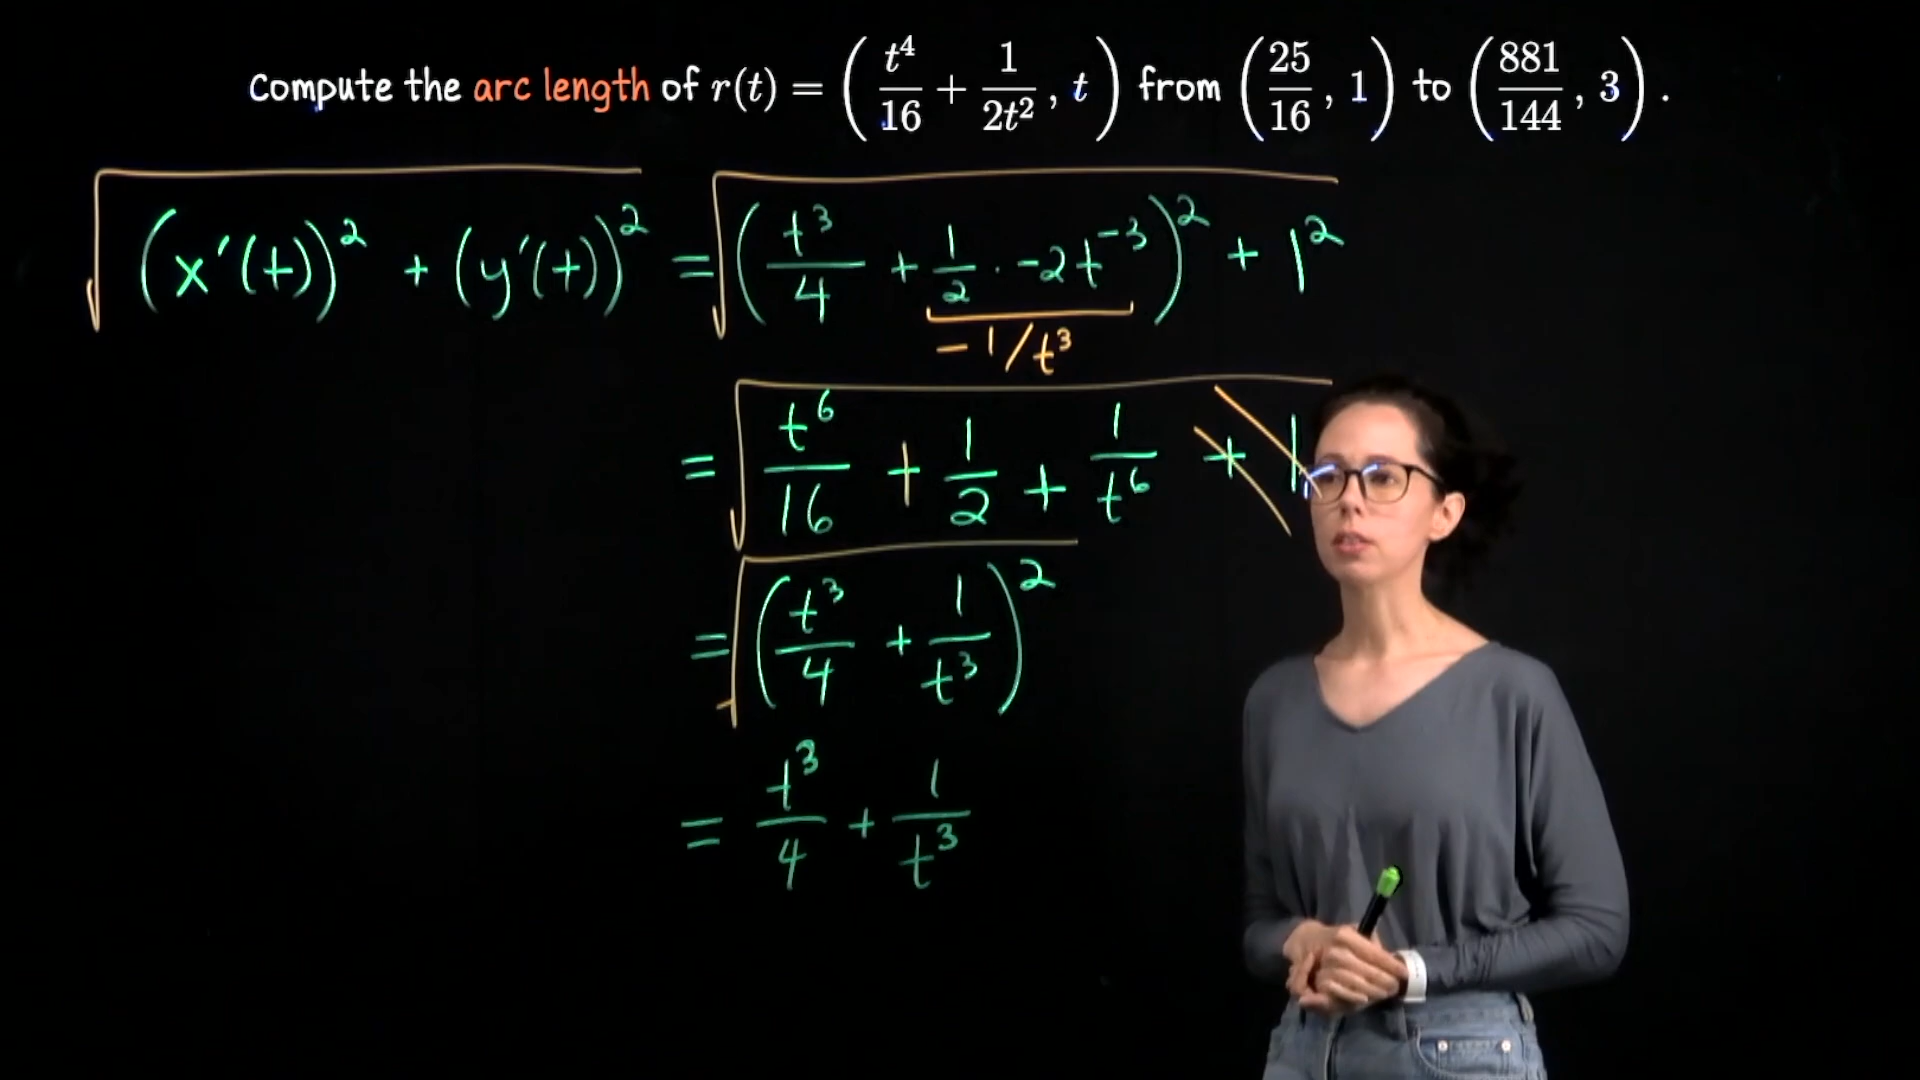 Compute the arc length of r(t) = ( t⁴/16 + 1/2t² , t ) from ( 25/16 , 1 ) to ( 881/144 , 3 ) .
√( (x'(t))² + (y'(t))² ) = √( ( t³/4 + 1/2 · -2t⁻³ )² + 1² )
- 1/t³
= √( t⁶/16 + 1/2 + 1/t⁶ + 1 )
= √( ( t³/4 + 1/t³ )² )
= t³/4 + 1/t³